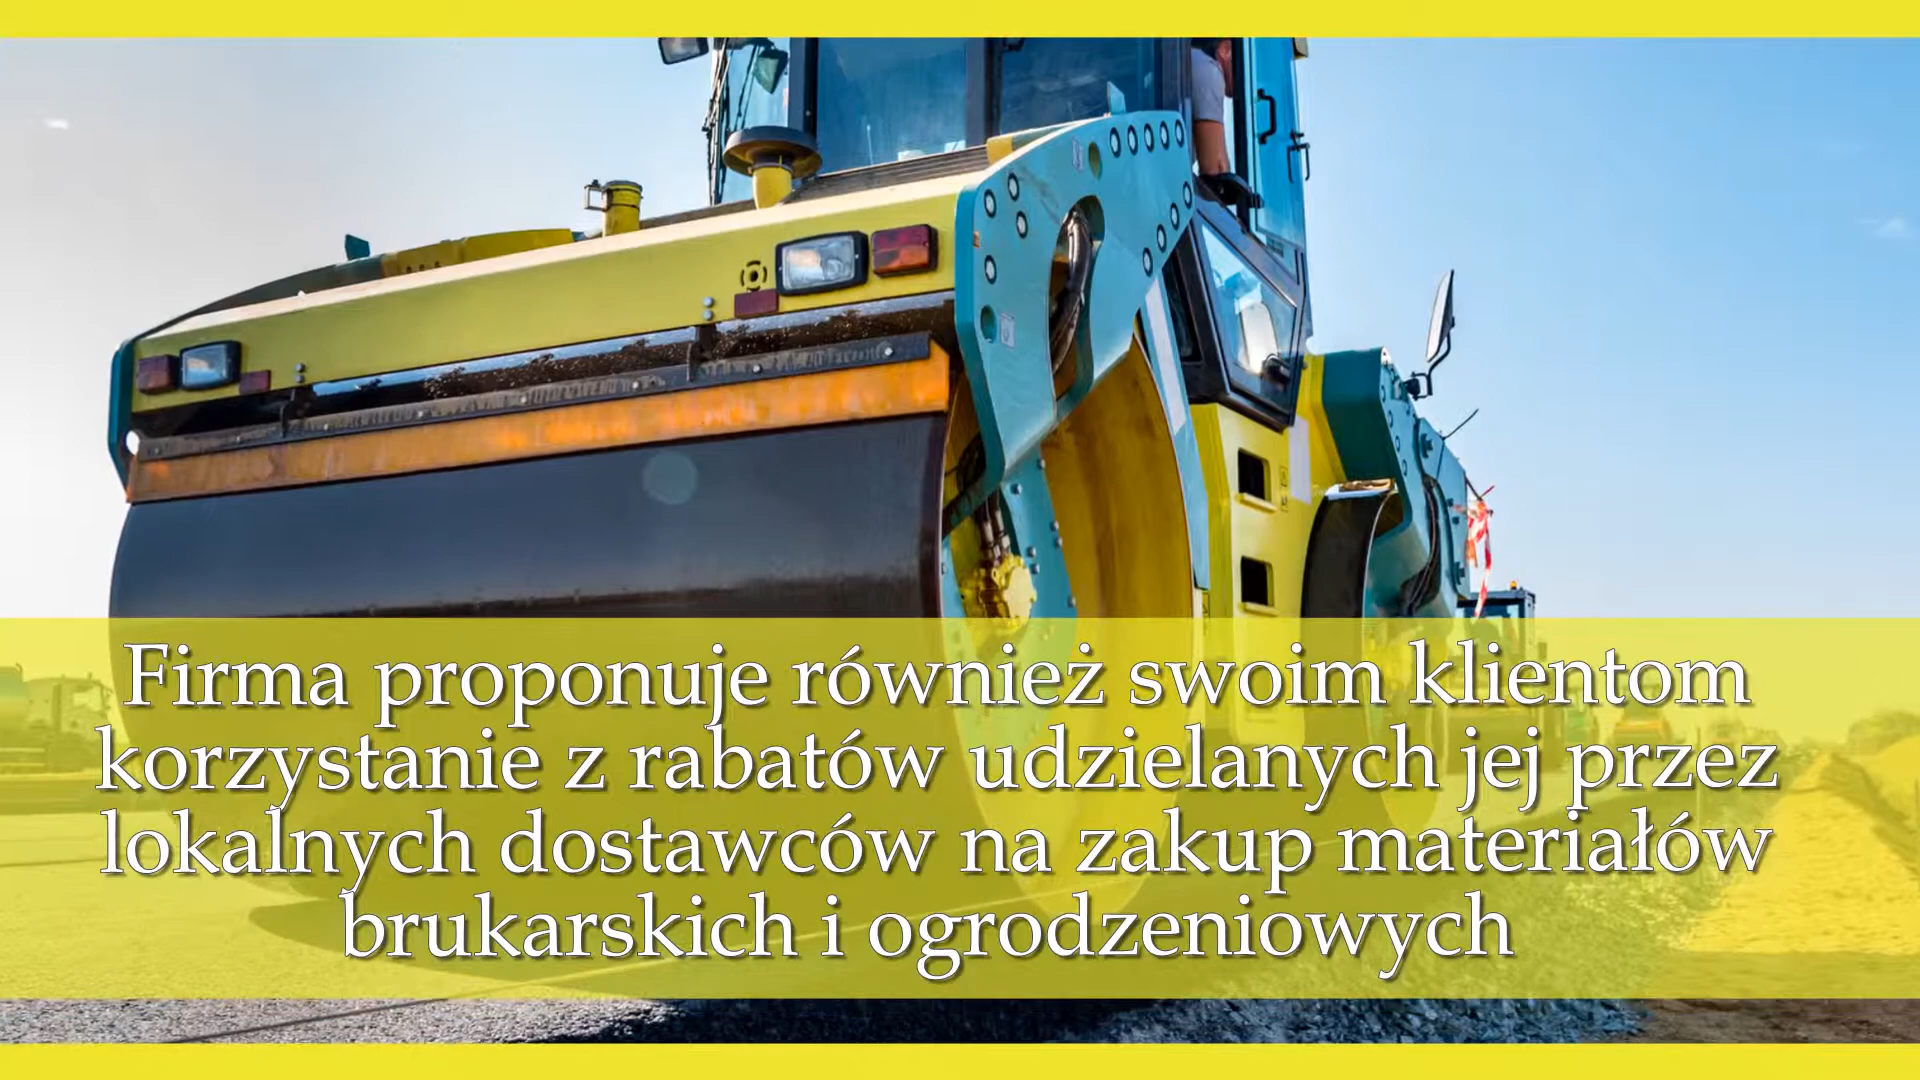 Firma proponuje również swoim klientom
korzystanie z rabatów udzielanych jej przez
lokalnych dostawców na zakup materiałów
brukarskich i ogrodzeniowych